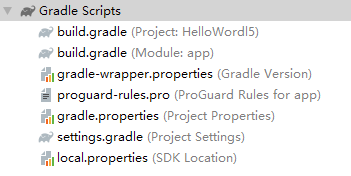 Gradle Scripts
build.gradle (Project: HelloWordl5)
build.gradle (Module: app)
gradle-wrapper.properties (Gradle Version)
proguard-rules.pro (ProGuard Rules for app)
gradle.properties (Project Properties)
settings.gradle (Project Settings)
local.properties (SDK Location)